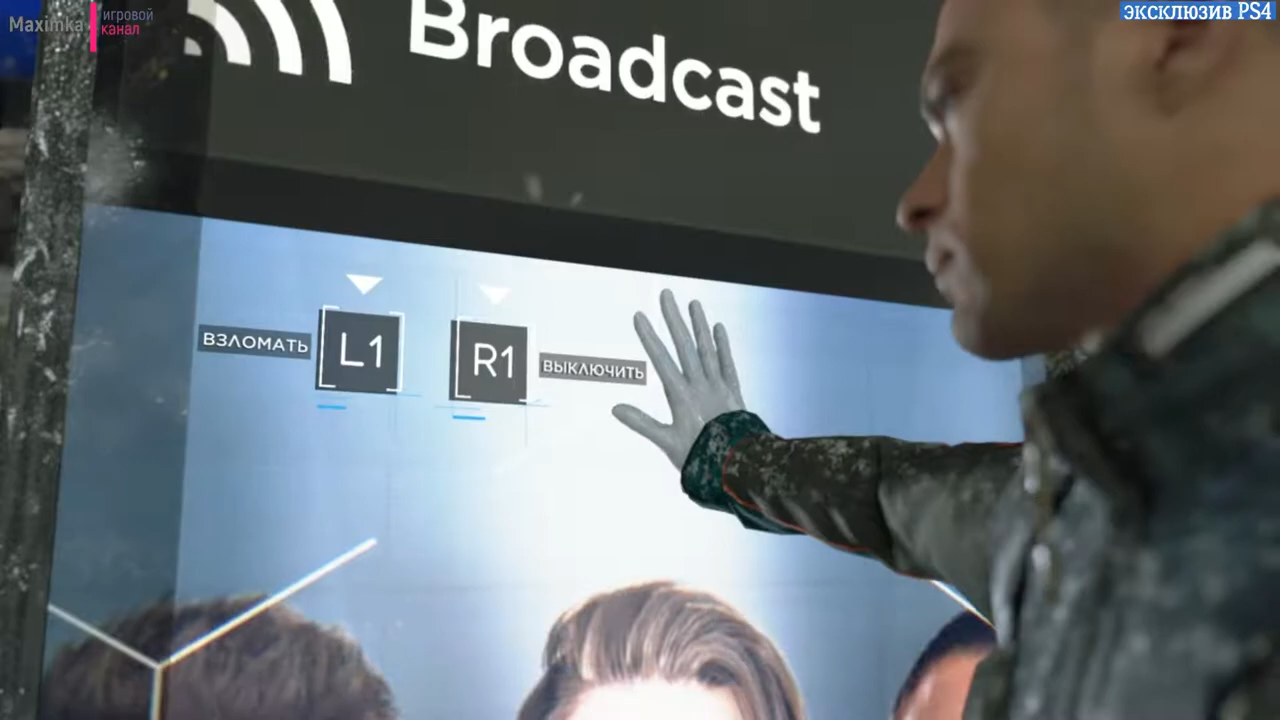 Maximka
игровой
канал
эксклюзив PS4
Broadcast
ВЗЛОМАТЬ
L1
R1
ВЫКЛЮЧИТЬ